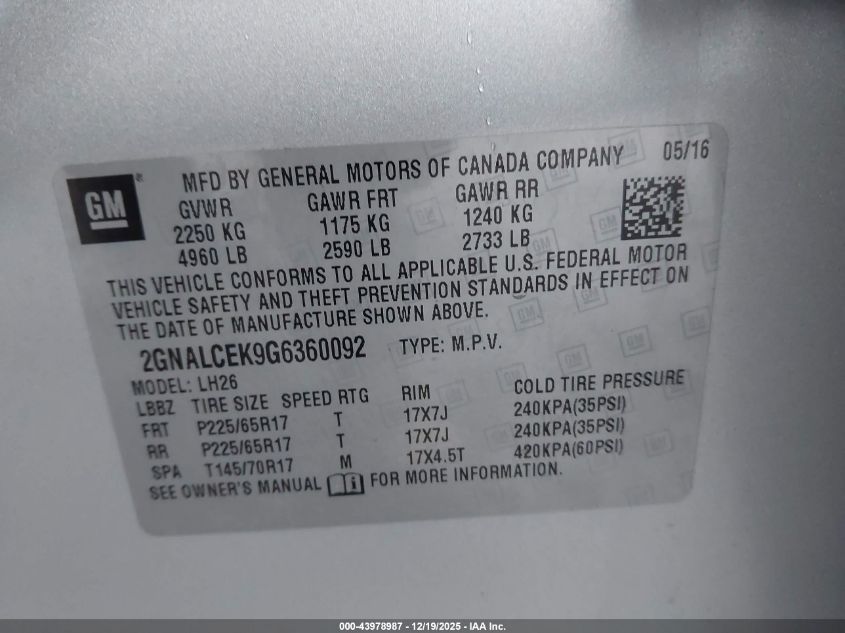 GM ® MFD BY GENERAL MOTORS OF CANADA COMPANY 05/16
GVWR GAWR FRT GAWR RR
2250 KG 1175 KG 1240 KG
4960 LB 2590 LB 2733 LB
THIS VEHICLE CONFORMS TO ALL APPLICABLE U.S. FEDERAL MOTOR
VEHICLE SAFETY AND THEFT PREVENTION STANDARDS IN EFFECT ON
THE DATE OF MANUFACTURE SHOWN ABOVE.
2GNALCEK9G6360092 TYPE: M.P.V.
MODEL: LH26
LBBZ TIRE SIZE SPEED RTG RIM COLD TIRE PRESSURE
FRT P225/65R17 T 17X7J 240KPA(35PSI)
RR P225/65R17 T 17X7J 240KPA(35PSI)
SPA T145/70R17 M 17X4.5T 420KPA(60PSI)
SEE OWNER'S MANUAL FOR MORE INFORMATION.
000-43978987 - 12/19/2025 - IAA Inc.